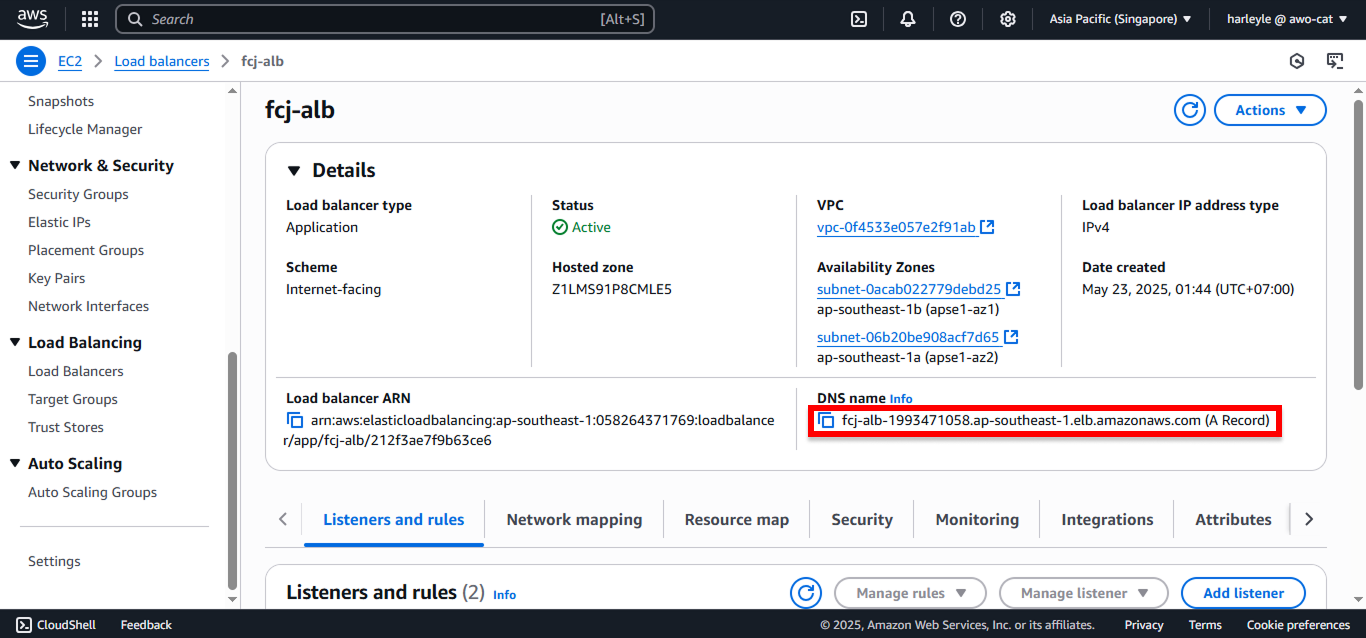 aws
Search [Alt+S]
Asia Pacific (Singapore)
harleyle @ awo-cat
EC2 > Load balancers > fcj-alb
Snapshots
Lifecycle Manager
Network & Security
Security Groups
Elastic IPs
Placement Groups
Key Pairs
Network Interfaces
Load Balancing
Load Balancers
Target Groups
Trust Stores
Auto Scaling
Auto Scaling Groups
Settings
fcj-alb
Actions
Details
Load balancer type
Application
Status
Active
VPC
vpc-0f4533e057e2f91ab
Load balancer IP address type
IPv4
Scheme
Internet-facing
Hosted zone
Z1LMS91P8CMLE5
Availability Zones
subnet-0acab022779debd25
ap-southeast-1b (apse1-az1)
subnet-06b20be908acf7d65
ap-southeast-1a (apse1-az2)
Date created
May 23, 2025, 01:44 (UTC+07:00)
Load balancer ARN
arn:aws:elasticloadbalancing:ap-southeast-1:058264371769:loadbalance
r/app/fcj-alb/212f3ae7f9b63ce6
DNS name Info
fcj-alb-1993471058.ap-southeast-1.elb.amazonaws.com (A Record)
Listeners and rules
Network mapping
Resource map
Security
Monitoring
Integrations
Attributes
Listeners and rules (2) Info
Manage rules
Manage listener
Add listener
CloudShell
Feedback
© 2025, Amazon Web Services, Inc. or its affiliates.
Privacy
Terms
Cookie preferences